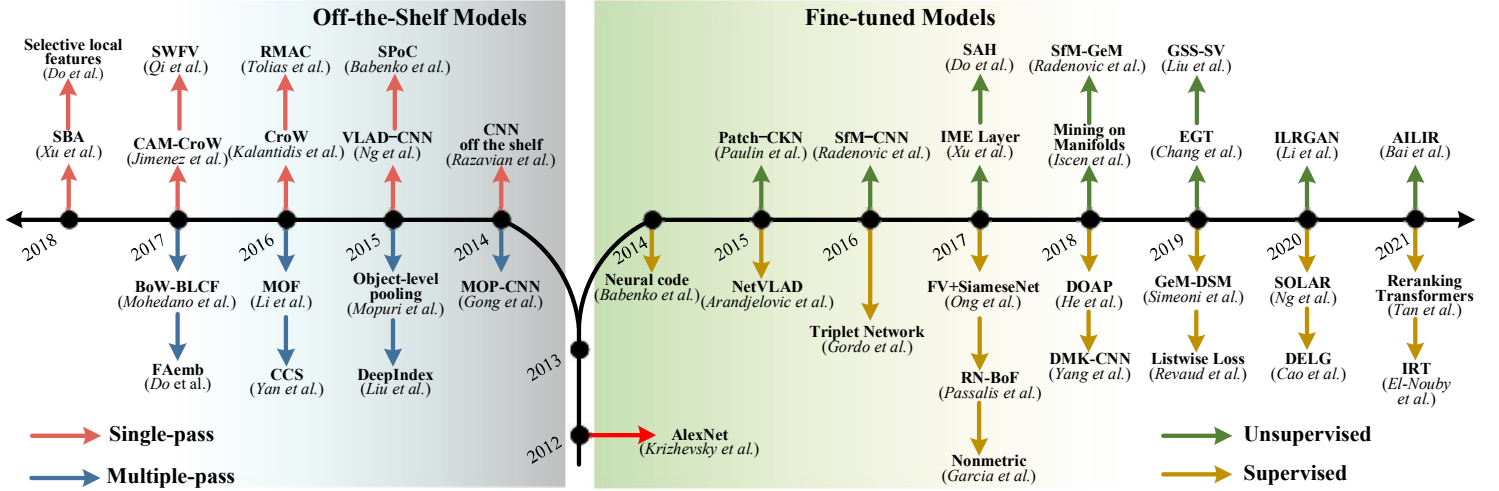 Off-the-Shelf Models
Fine-tuned Models
Selective local
features
(Do et al.)
SWFV
(Qi et al.)
RMAC
(Tolias et al.)
SPoC
(Babenko et al.)
SBA
(Xu et al.)
CAM-CroW
(Jimenez et al.)
CroW
(Kalantidis et al.)
VLAD-CNN
(Ng et al.)
CNN
off the shelf
(Razavian et al.)
2018
2017
2016
2015
2014
BoW-BLCF
(Mohedano et al.)
MOF
(Li et al.)
Object-level
pooling
(Mopuri et al.)
MOP-CNN
(Gong et al.)
FAemb
(Do et al.)
CCS
(Yan et al.)
DeepIndex
(Liu et al.)
Single-pass
Multiple-pass
2013
2012
AlexNet
(Krizhevsky et al.)
SAH
(Do et al.)
SfM-GeM
(Radenovic et al.)
GSS-SV
(Liu et al.)
Patch-CKN
(Paulin et al.)
SfM-CNN
(Radenovic et al.)
IME Layer
(Xu et al.)
Mining on
Manifolds
(Iscen et al.)
EGT
(Chang et al.)
ILRGAN
(Li et al.)
AILIR
(Bai et al.)
2014
2015
2016
2017
2018
2019
2020
2021
Neural code
(Babenko et al.)
NetVLAD
(Arandjelovic et al.)
Triplet Network
(Gordo et al.)
FV+SiameseNet
(Ong et al.)
DOAP
(He et al.)
GeM-DSM
(Simeoni et al.)
SOLAR
(Ng et al.)
Reranking
Transformers
(Tan et al.)
RN-BoF
(Passalis et al.)
DMK-CNN
(Yang et al.)
Listwise Loss
(Revaud et al.)
DELG
(Cao et al.)
IRT
(El-Nouby
et al.)
Nonmetric
(Garcia et al.)
Unsupervised
Supervised